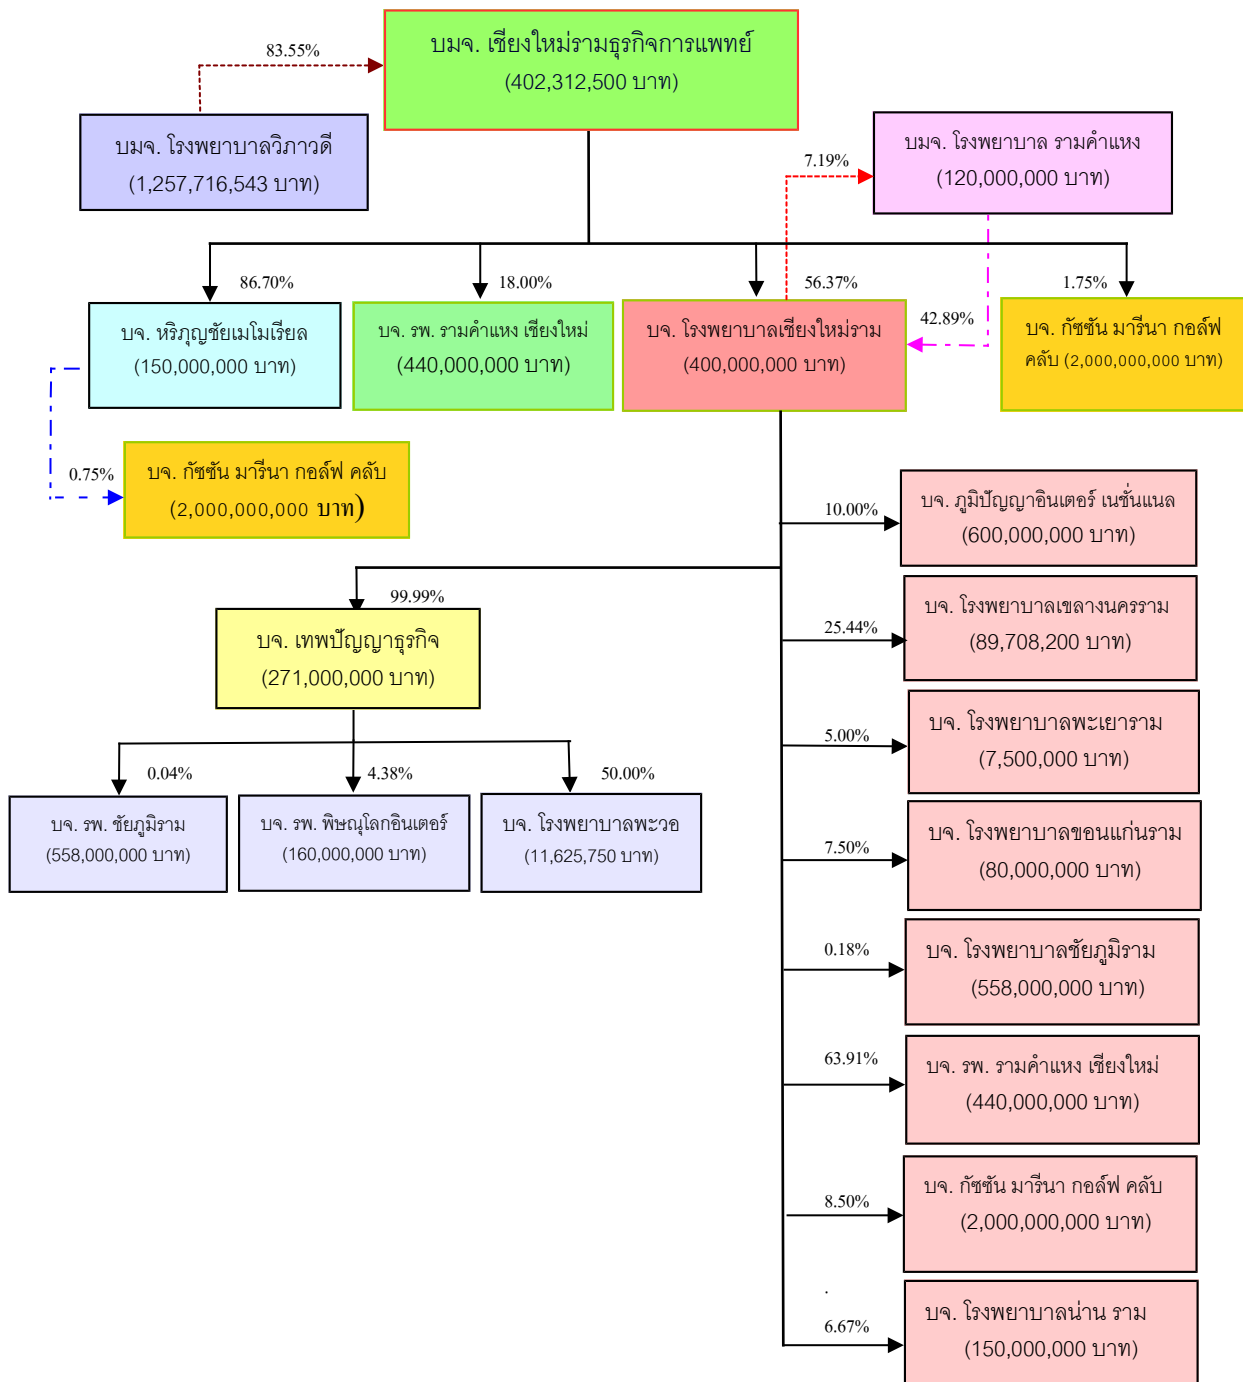 บมจ. เชียงใหม่รามธุรกิจการแพทย์
(402,312,500 บาท)
83.55%
บมจ. โรงพยาบาลวิภาวดี
(1,257,716,543 บาท)
บมจ. โรงพยาบาล รามคำแหง
(120,000,000 บาท)
7.19%
86.70%
18.00%
56.37%
1.75%
บจ. หริภุญชัยเมโมเรียล
(150,000,000 บาท)
บจ. รพ. รามคำแหง เชียงใหม่
(440,000,000 บาท)
บจ. โรงพยาบาลเชียงใหม่ราม
(400,000,000 บาท)
42.89%
บจ. กัซซัน มารีนา กอล์ฟ
คลับ (2,000,000,000 บาท)
0.75%
บจ. กัซซัน มารีนา กอล์ฟ คลับ
(2,000,000,000 บาท)
10.00%
บจ. ภูมิปัญญาอินเตอร์ เนชั่นแนล
(600,000,000 บาท)
99.99%
บจ. เทพปัญญาธุรกิจ
(271,000,000 บาท)
25.44%
บจ. โรงพยาบาลเขลางนครราม
(89,708,200 บาท)
5.00%
บจ. โรงพยาบาลพะเยาราม
(7,500,000 บาท)
0.04%
4.38%
50.00%
บจ. รพ. ชัยภูมิราม
(558,000,000 บาท)
บจ. รพ. พิษณุโลกอินเตอร์
(160,000,000 บาท)
บจ. โรงพยาบาลพะวอ
(11,625,750 บาท)
7.50%
บจ. โรงพยาบาลขอนแก่นราม
(80,000,000 บาท)
0.18%
บจ. โรงพยาบาลชัยภูมิราม
(558,000,000 บาท)
63.91%
บจ. รพ. รามคำแหง เชียงใหม่
(440,000,000 บาท)
8.50%
บจ. กัซซัน มารีนา กอล์ฟ คลับ
(2,000,000,000 บาท)
.
6.67%
บจ. โรงพยาบาลน่าน ราม
(150,000,000 บาท)